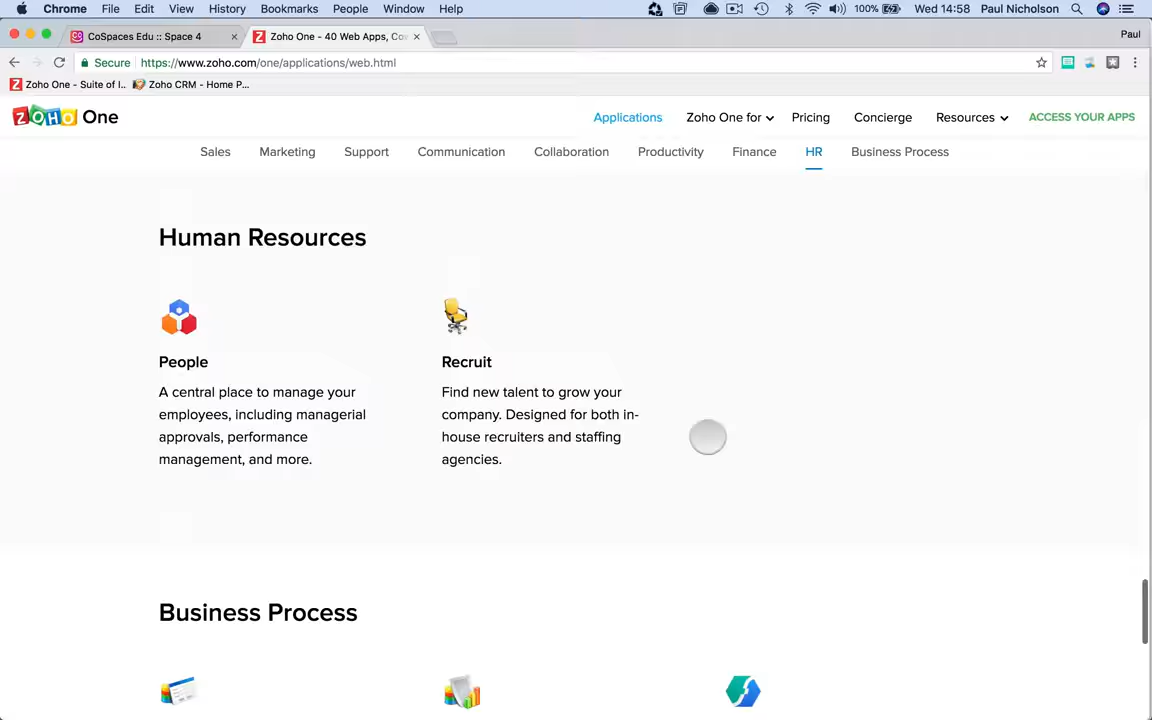 Chrome File Edit View History Bookmarks People Window Help 100% Wed 14:58 Paul Nicholson
CoSpaces Edu :: Space 4 Zoho One - 40 Web Apps, Co Paul
Secure https://www.zoho.com/one/applications/web.html
Zoho One - Suite of I... Zoho CRM - Home P...
ZOHO One Applications Zoho One for Pricing Concierge Resources ACCESS YOUR APPS
Sales Marketing Support Communication Collaboration Productivity Finance HR Business Process
Human Resources
People
A central place to manage your
employees, including managerial
approvals, performance
management, and more.
Recruit
Find new talent to grow your
company. Designed for both in-
house recruiters and staffing
agencies.
Business Process